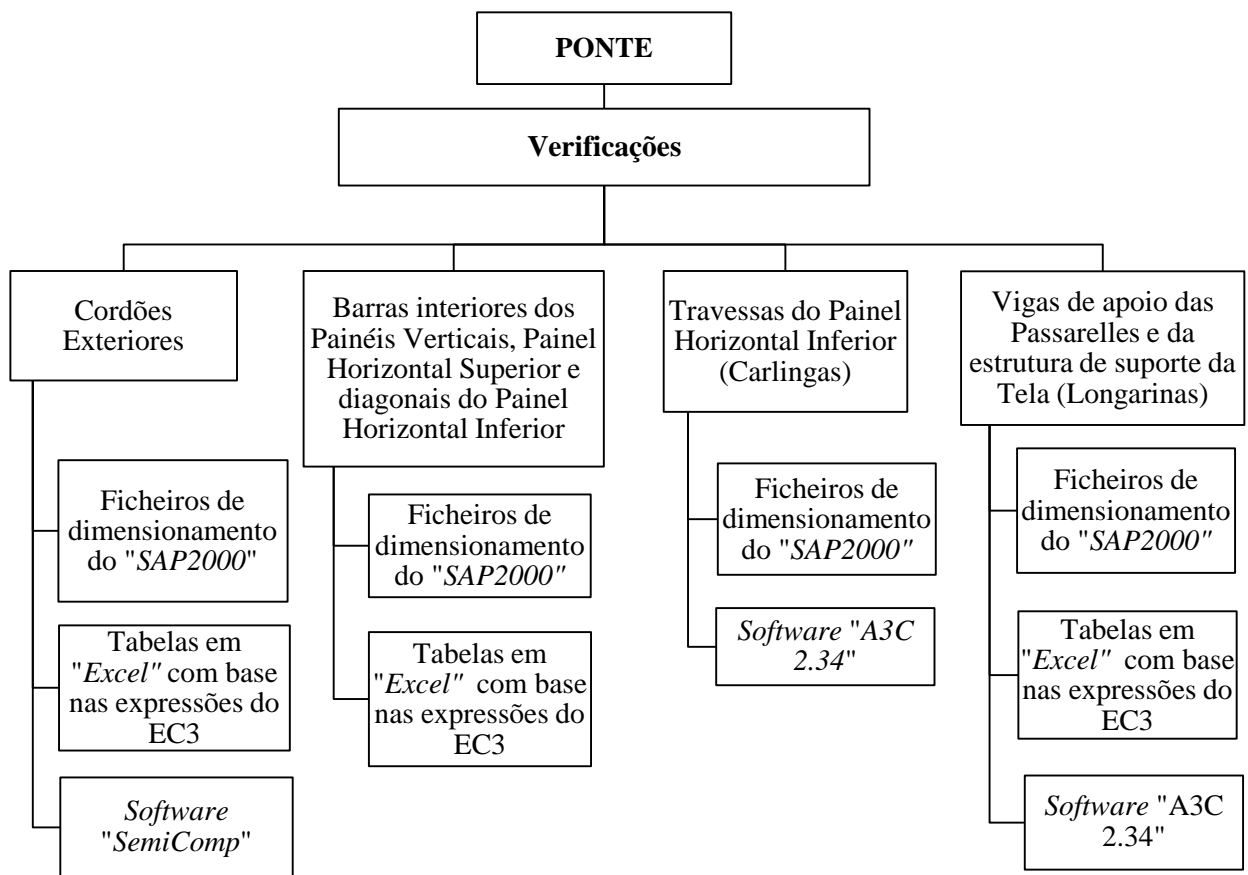 PONTE
Verificações
Cordões
Exteriores
Ficheiros de
dimensionamento
do "SAP2000"
Tabelas em
"Excel" com base
nas expressões do
EC3
Software
"SemiComp"
Barras interiores dos
Painéis Verticais, Painel
Horizontal Superior e
diagonais do Painel
Horizontal Inferior
Ficheiros de
dimensionamento
do "SAP2000"
Tabelas em
"Excel" com base
nas expressões do
EC3
Travessas do Painel
Horizontal Inferior
(Carlingas)
Ficheiros de
dimensionamento
do "SAP2000"
Software "A3C
2.34"
Vigas de apoio das
Passarelles e da
estrutura de suporte da
Tela (Longarinas)
Ficheiros de
dimensionamento
do "SAP2000"
Tabelas em
"Excel" com base
nas expressões do
EC3
Software "A3C
2.34"